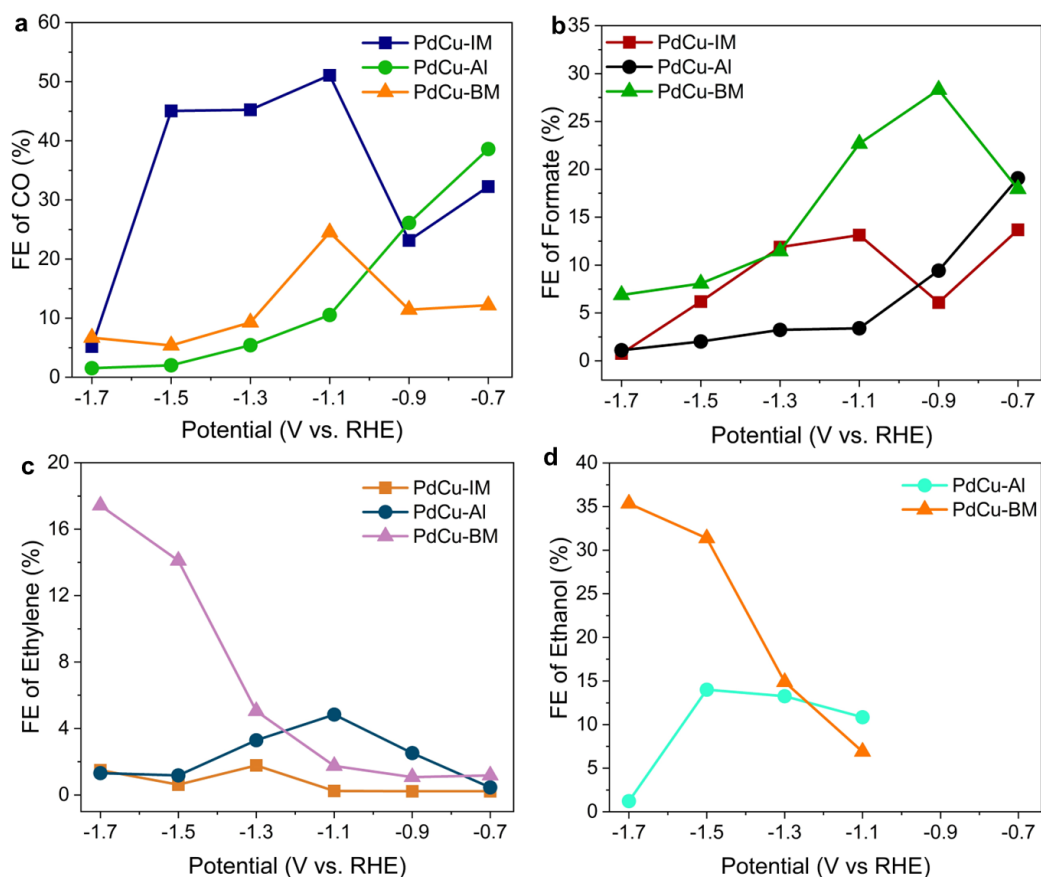 a
60
50
40
30
20
10
0
FE of CO (%)
PdCu-IM
PdCu-AI
PdCu-BM
-1.7 -1.5 -1.3 -1.1 -0.9 -0.7
Potential (V vs. RHE)
b
35
30
25
20
15
10
5
0
FE of Formate (%)
PdCu-IM
PdCu-AI
PdCu-BM
-1.7 -1.5 -1.3 -1.1 -0.9 -0.7
Potential (V vs. RHE)
c
20
16
12
8
4
0
FE of Ethylene (%)
PdCu-IM
PdCu-AI
PdCu-BM
-1.7 -1.5 -1.3 -1.1 -0.9 -0.7
Potential (V vs. RHE)
d
40
35
30
25
20
15
10
5
0
FE of Ethanol (%)
PdCu-AI
PdCu-BM
-1.7 -1.5 -1.3 -1.1 -0.9 -0.7
Potential (V vs. RHE)